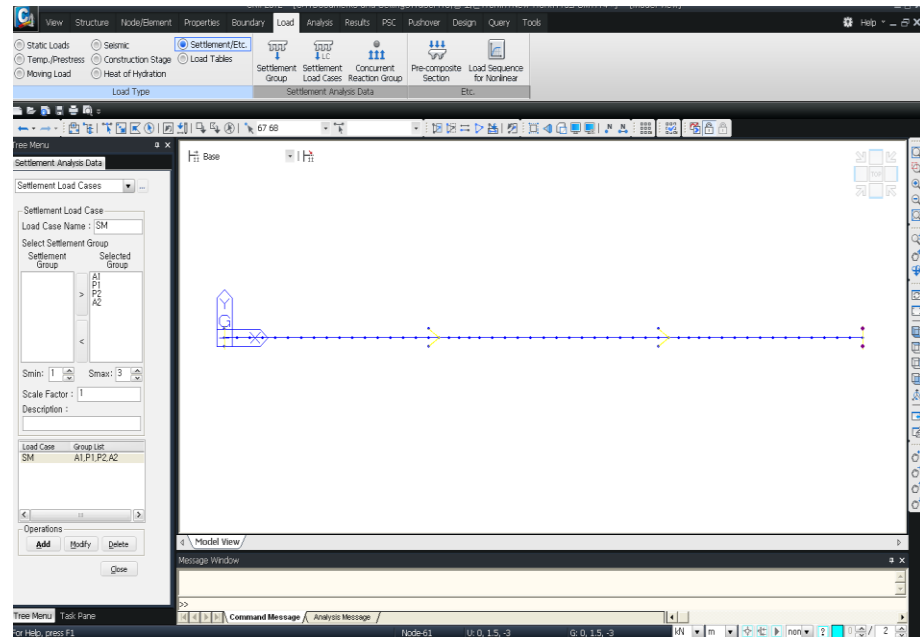 View Structure Node/Element Properties Boundary Load Analysis Results PSC Pushover Design Query Tools Help
Static Loads Seismic Settlement/Etc.
Temp./Prestress Construction Stage Load Tables
Moving Load Heat of Hydration
Load Type
Settlement Group
Settlement Load Cases
Concurrent Reaction Group
Settlement Analysis Data
Pre-composite Section
Load Sequence for Nonlinear
Etc.
67 68
Tree Menu
Settlement Analysis Data
Settlement Load Cases
Settlement Load Case
Load Case Name : SM
Select Settlement Group
Settlement Group
Selected Group
A1
P1
P2
A2
>
<
Smin: 1 Smax: 3
Scale Factor : 1
Description :
Load Case Group List
SM A1,P1,P2,A2
Operations
Add Modify Delete
Close
Tree Menu Task Pane
Base
TOP
Y
G
X
Model View
Message Window
>>
Command Message Analysis Message
For Help, press F1
Node-61 U: 0, 1.5, -3 G: 0, 1.5, -3 kN m non 2